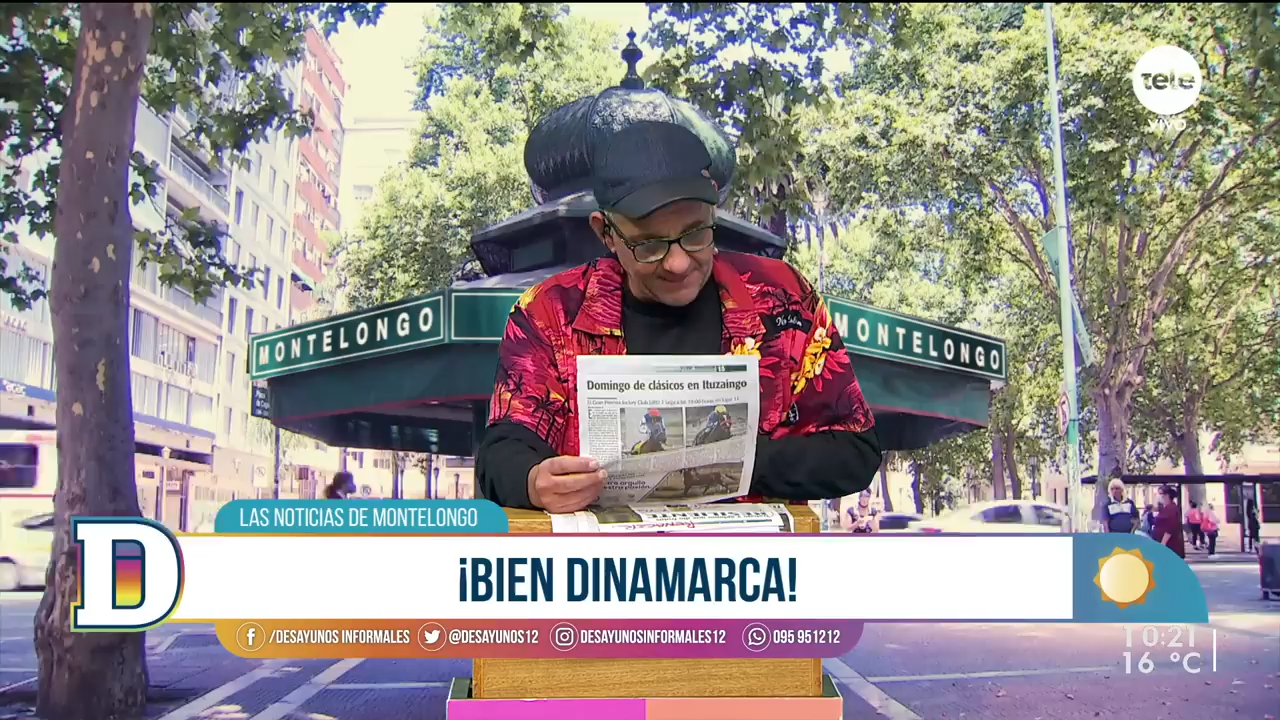 tele
VIVO
MONTELONGO
MONTELONGO
Domingo de clásicos en Ituzaingo
LAS NOTICIAS DE MONTELONGO
D
¡BIEN DINAMARCA!
/DESAYUNOS INFORMALES
@DESAYUNOS12
DESAYUNOSINFORMALES12
095 951212
10:21
16 °C